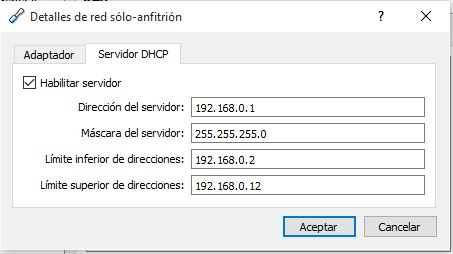 Detalles de red sólo-anfitrión
?
Adaptador
Servidor DHCP
Habilitar servidor
Dirección del servidor: 192.168.0.1
Máscara del servidor: 255.255.255.0
Límite inferior de direcciones: 192.168.0.2
Límite superior de direcciones: 192.168.0.12
Aceptar
Cancelar